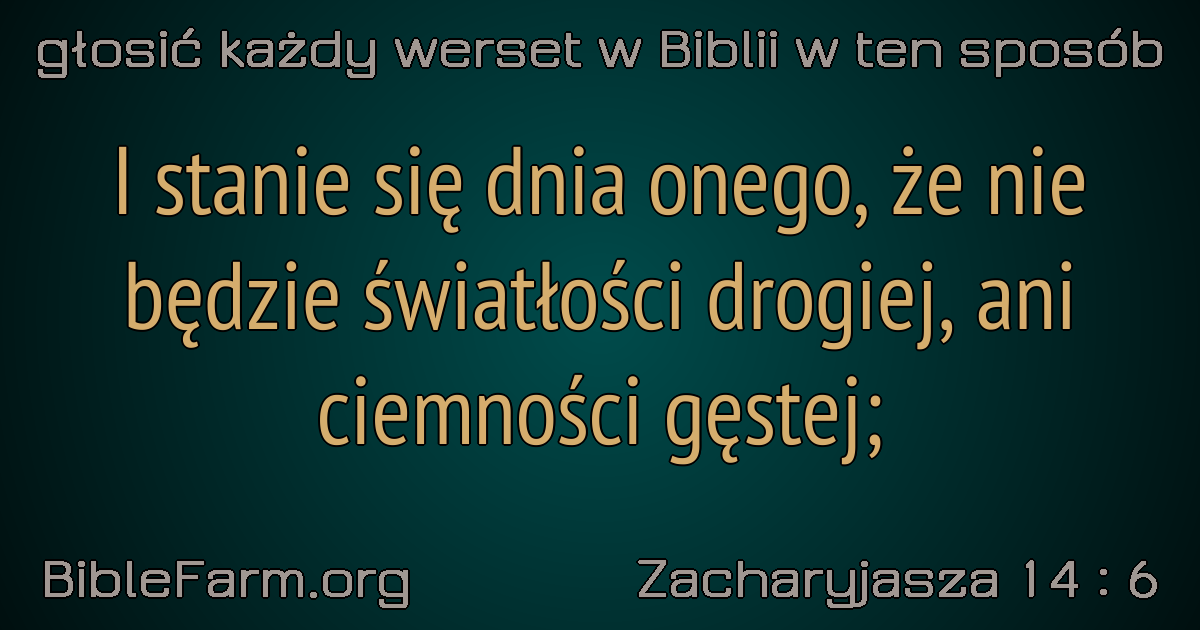 głosić każdy werset w Biblii w ten sposób
I stanie się dnia onego, że nie
będzie światłości drogiej, ani
ciemności gęstej;
BibleFarm.org
Zacharyjasza 14 : 6